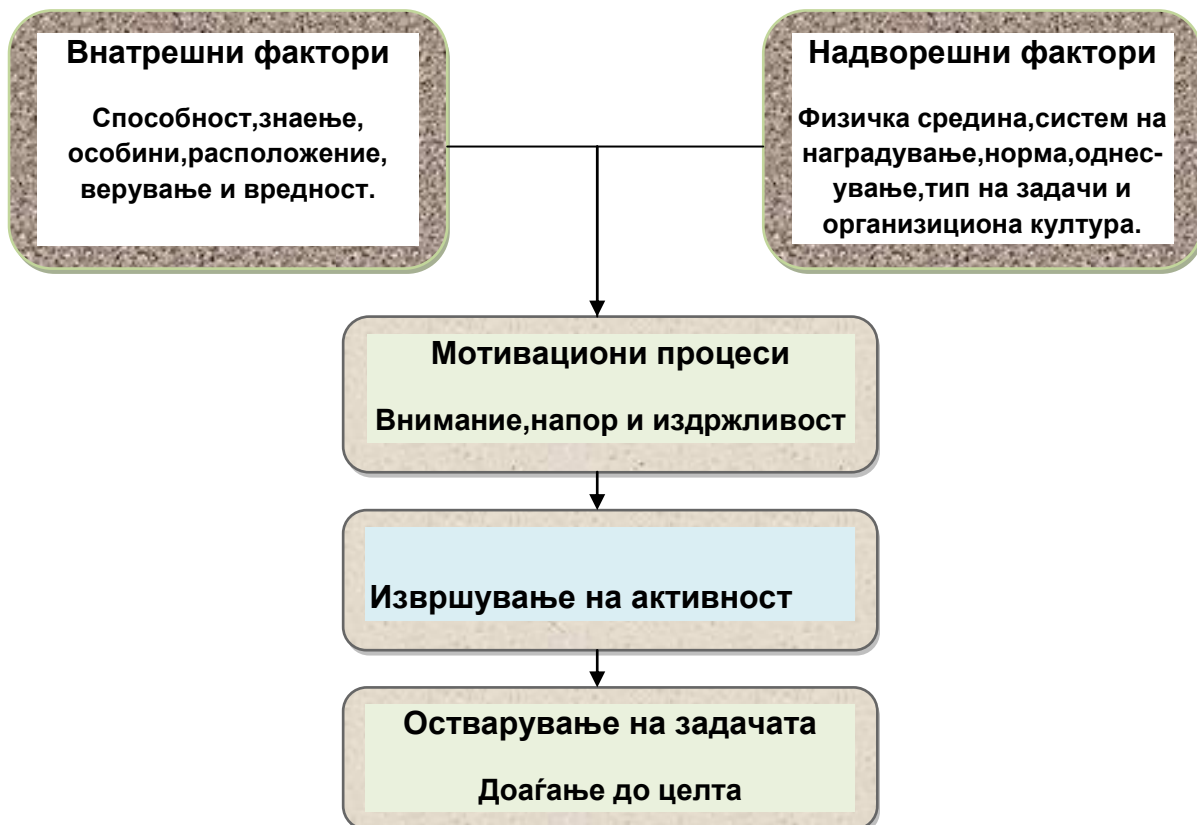 Внатрешни фактори
Способност,знаење,
особини,расположение,
верување и вредност.
Надворешни фактори
Физичка средина,систем на
наградување,норма,однес-
ување,тип на задачи и
организициона култура.
Мотивациони процеси
Внимание,напор и издржливост
Извршување на активност
Остварување на задачата
Доаѓање до целта